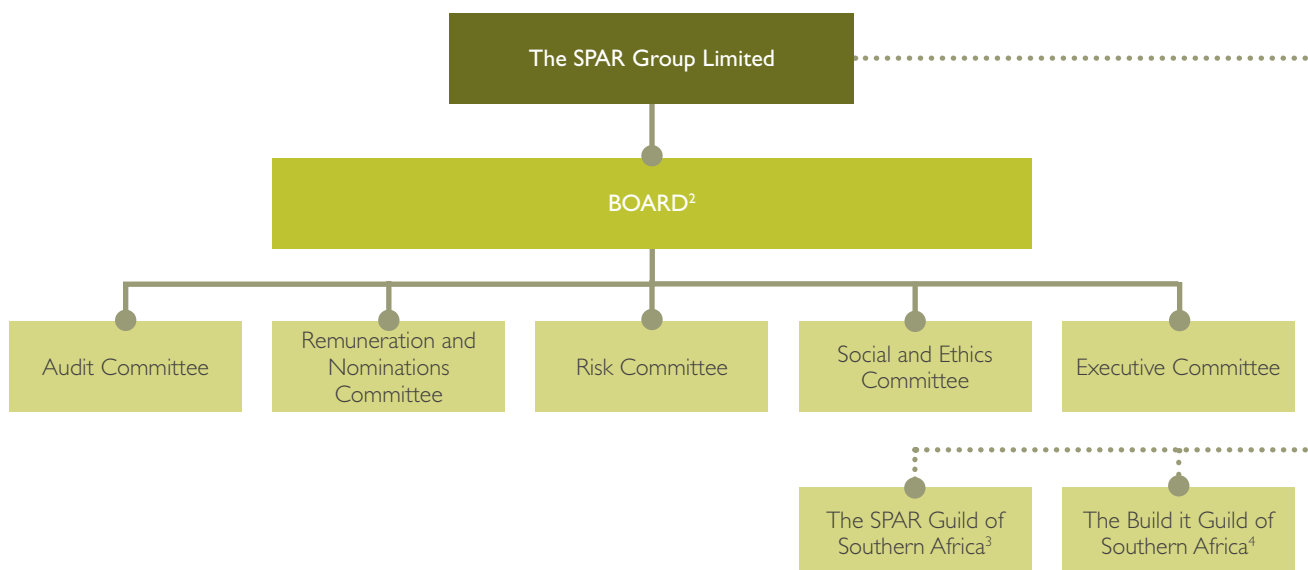 The SPAR Group Limited
BOARD²
Audit Committee
Remuneration and
Nominations
Committee
Risk Committee
Social and Ethics
Committee
Executive Committee
The SPAR Guild of
Southern Africa³
The Build it Guild of
Southern Africa⁴